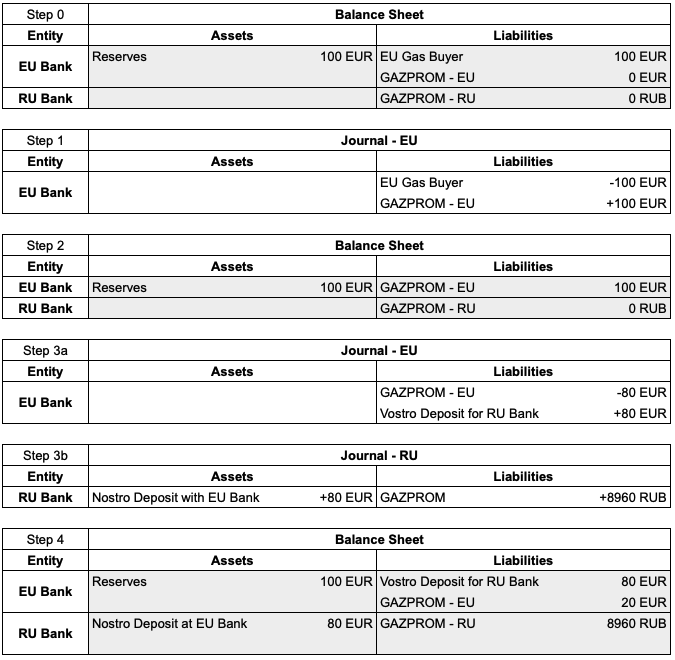 Step 0 Balance Sheet
Entity Assets Liabilities
EU Bank Reserves 100 EUR EU Gas Buyer 100 EUR
GAZPROM - EU 0 EUR
RU Bank GAZPROM - RU 0 RUB
Step 1 Journal - EU
Entity Assets Liabilities
EU Bank EU Gas Buyer -100 EUR
GAZPROM - EU +100 EUR
Step 2 Balance Sheet
Entity Assets Liabilities
EU Bank Reserves 100 EUR GAZPROM - EU 100 EUR
RU Bank GAZPROM - RU 0 RUB
Step 3a Journal - EU
Entity Assets Liabilities
EU Bank GAZPROM - EU -80 EUR
Vostro Deposit for RU Bank +80 EUR
Step 3b Journal - RU
Entity Assets Liabilities
RU Bank Nostro Deposit with EU Bank +80 EUR GAZPROM +8960 RUB
Step 4 Balance Sheet
Entity Assets Liabilities
EU Bank Reserves 100 EUR Vostro Deposit for RU Bank 80 EUR
GAZPROM - EU 20 EUR
RU Bank Nostro Deposit at EU Bank 80 EUR GAZPROM - RU 8960 RUB